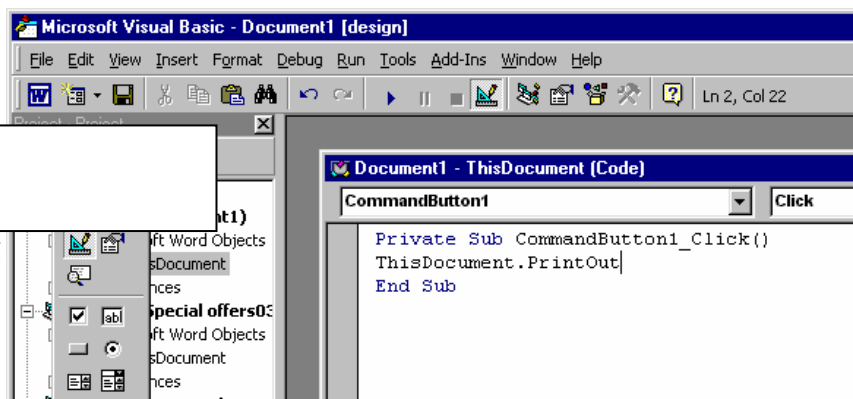 Microsoft Visual Basic - Document1 [design]
File Edit View Insert Format Debug Run Tools Add-Ins Window Help
Ln 2, Col 22
Project - Project
Document1 - ThisDocument (Code)
CommandButton1 Click
nt1)
ft Word Objects
sDocument
nces
Special offers03
ft Word Objects
sDocument
nces
Private Sub CommandButton1_Click()
ThisDocument.PrintOut
End Sub